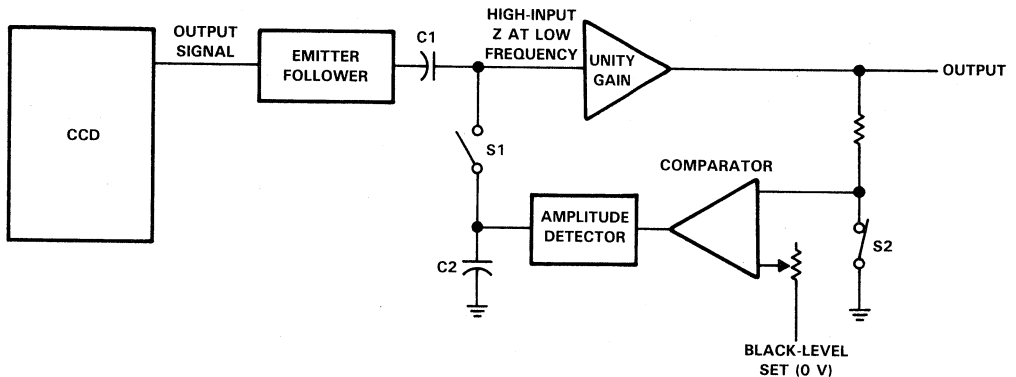 OUTPUT
SIGNAL
CCD
EMITTER
FOLLOWER
C1
HIGH-INPUT
Z AT LOW
FREQUENCY
UNITY
GAIN
OUTPUT
S1
COMPARATOR
AMPLITUDE
DETECTOR
S2
C2
BLACK-LEVEL
SET (0 V)